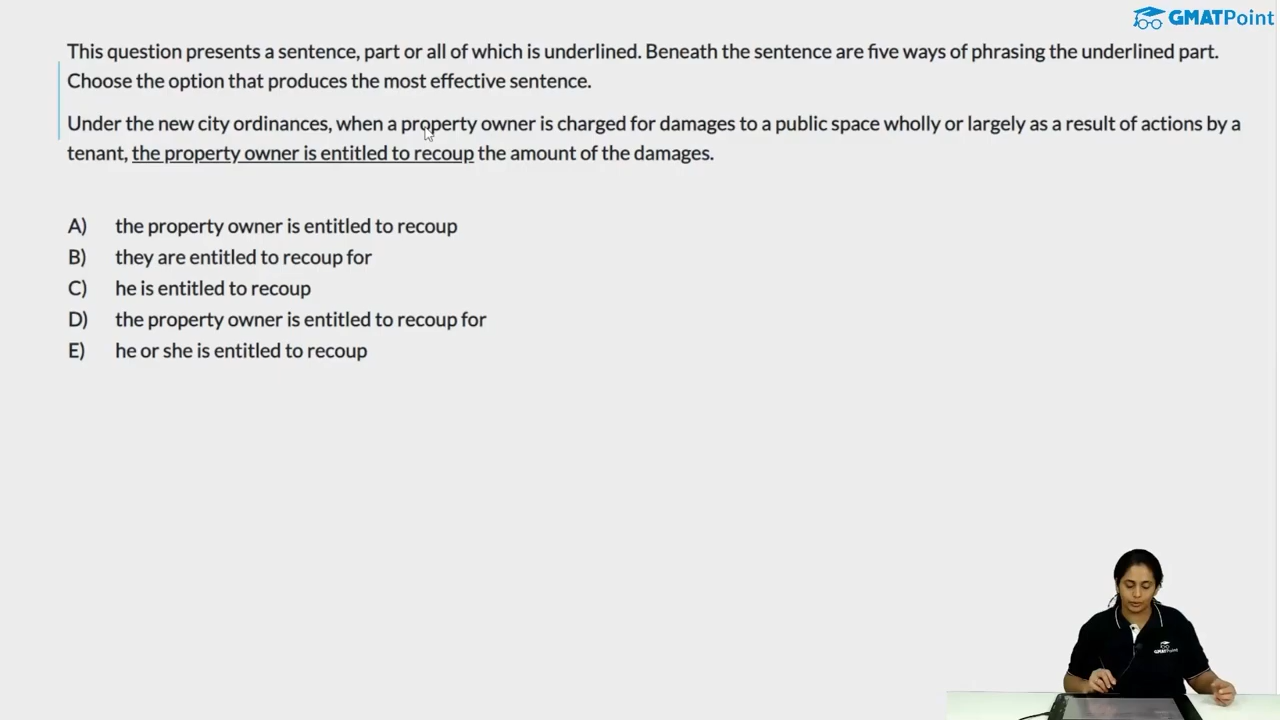 GMATPoint
This question presents a sentence, part or all of which is underlined. Beneath the sentence are five ways of phrasing the underlined part.
Choose the option that produces the most effective sentence.
Under the new city ordinances, when a property owner is charged for damages to a public space wholly or largely as a result of actions by a
tenant, the property owner is entitled to recoup the amount of the damages.
A) the property owner is entitled to recoup
B) they are entitled to recoup for
C) he is entitled to recoup
D) the property owner is entitled to recoup for
E) he or she is entitled to recoup
GMATPoint